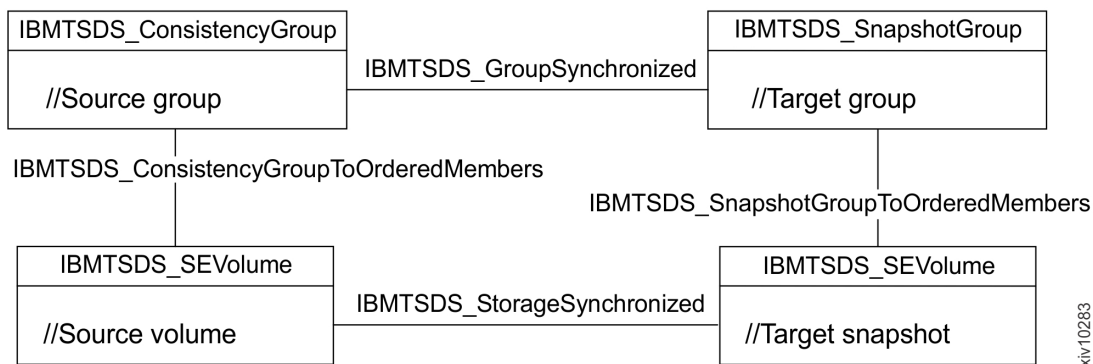 IBMTSDS_ConsistencyGroup
//Source group
IBMTSDS_GroupSynchronized
IBMTSDS_SnapshotGroup
//Target group
IBMTSDS_ConsistencyGroupToOrderedMembers
IBMTSDS_SnapshotGroupToOrderedMembers
IBMTSDS_SEVolume
//Source volume
IBMTSDS_StorageSynchronized
IBMTSDS_SEVolume
//Target snapshot
xiv10283